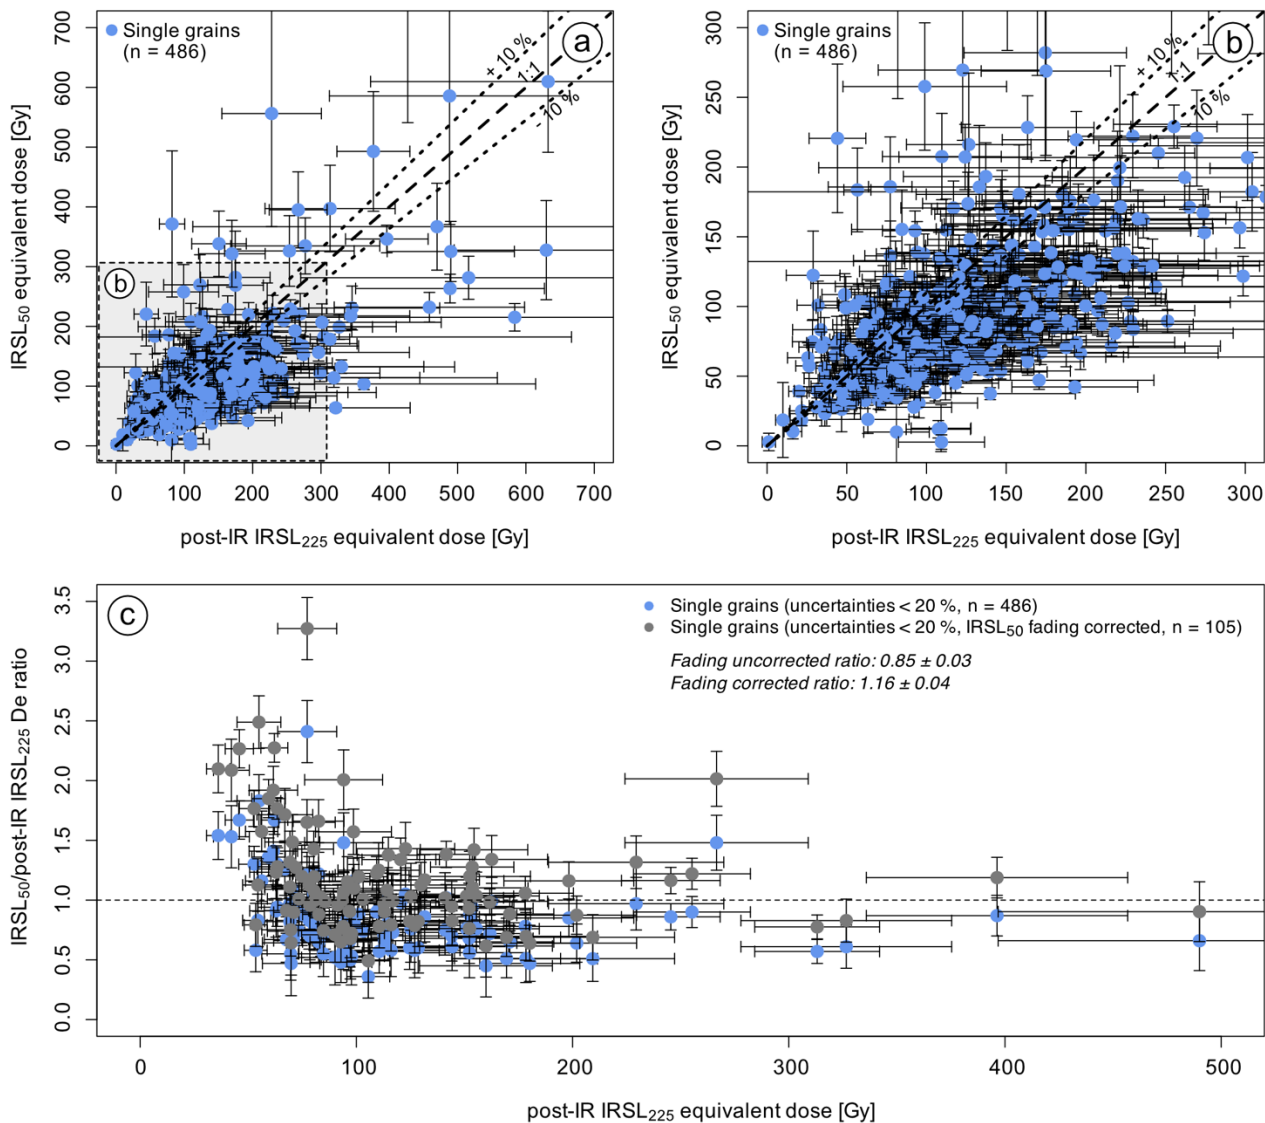 Single grains
(n = 486)
a
+ 10 %
1:1
- 10 %
b
IRSL50 equivalent dose [Gy]
0 100 200 300 400 500 600 700
0 100 200 300 400 500 600 700
post-IR IRSL225 equivalent dose [Gy]
Single grains
(n = 486)
b
+ 10 %
1:1
- 10 %
IRSL50 equivalent dose [Gy]
0 50 100 150 200 250 300
0 50 100 150 200 250 300
post-IR IRSL225 equivalent dose [Gy]
c
Single grains (uncertainties < 20 %, n = 486)
Single grains (uncertainties < 20 %, IRSL50 fading corrected, n = 105)
Fading uncorrected ratio: 0.85 ± 0.03
Fading corrected ratio: 1.16 ± 0.04
IRSL50/post-IR IRSL225 De ratio
0.0 0.5 1.0 1.5 2.0 2.5 3.0 3.5
0 100 200 300 400 500
post-IR IRSL225 equivalent dose [Gy]